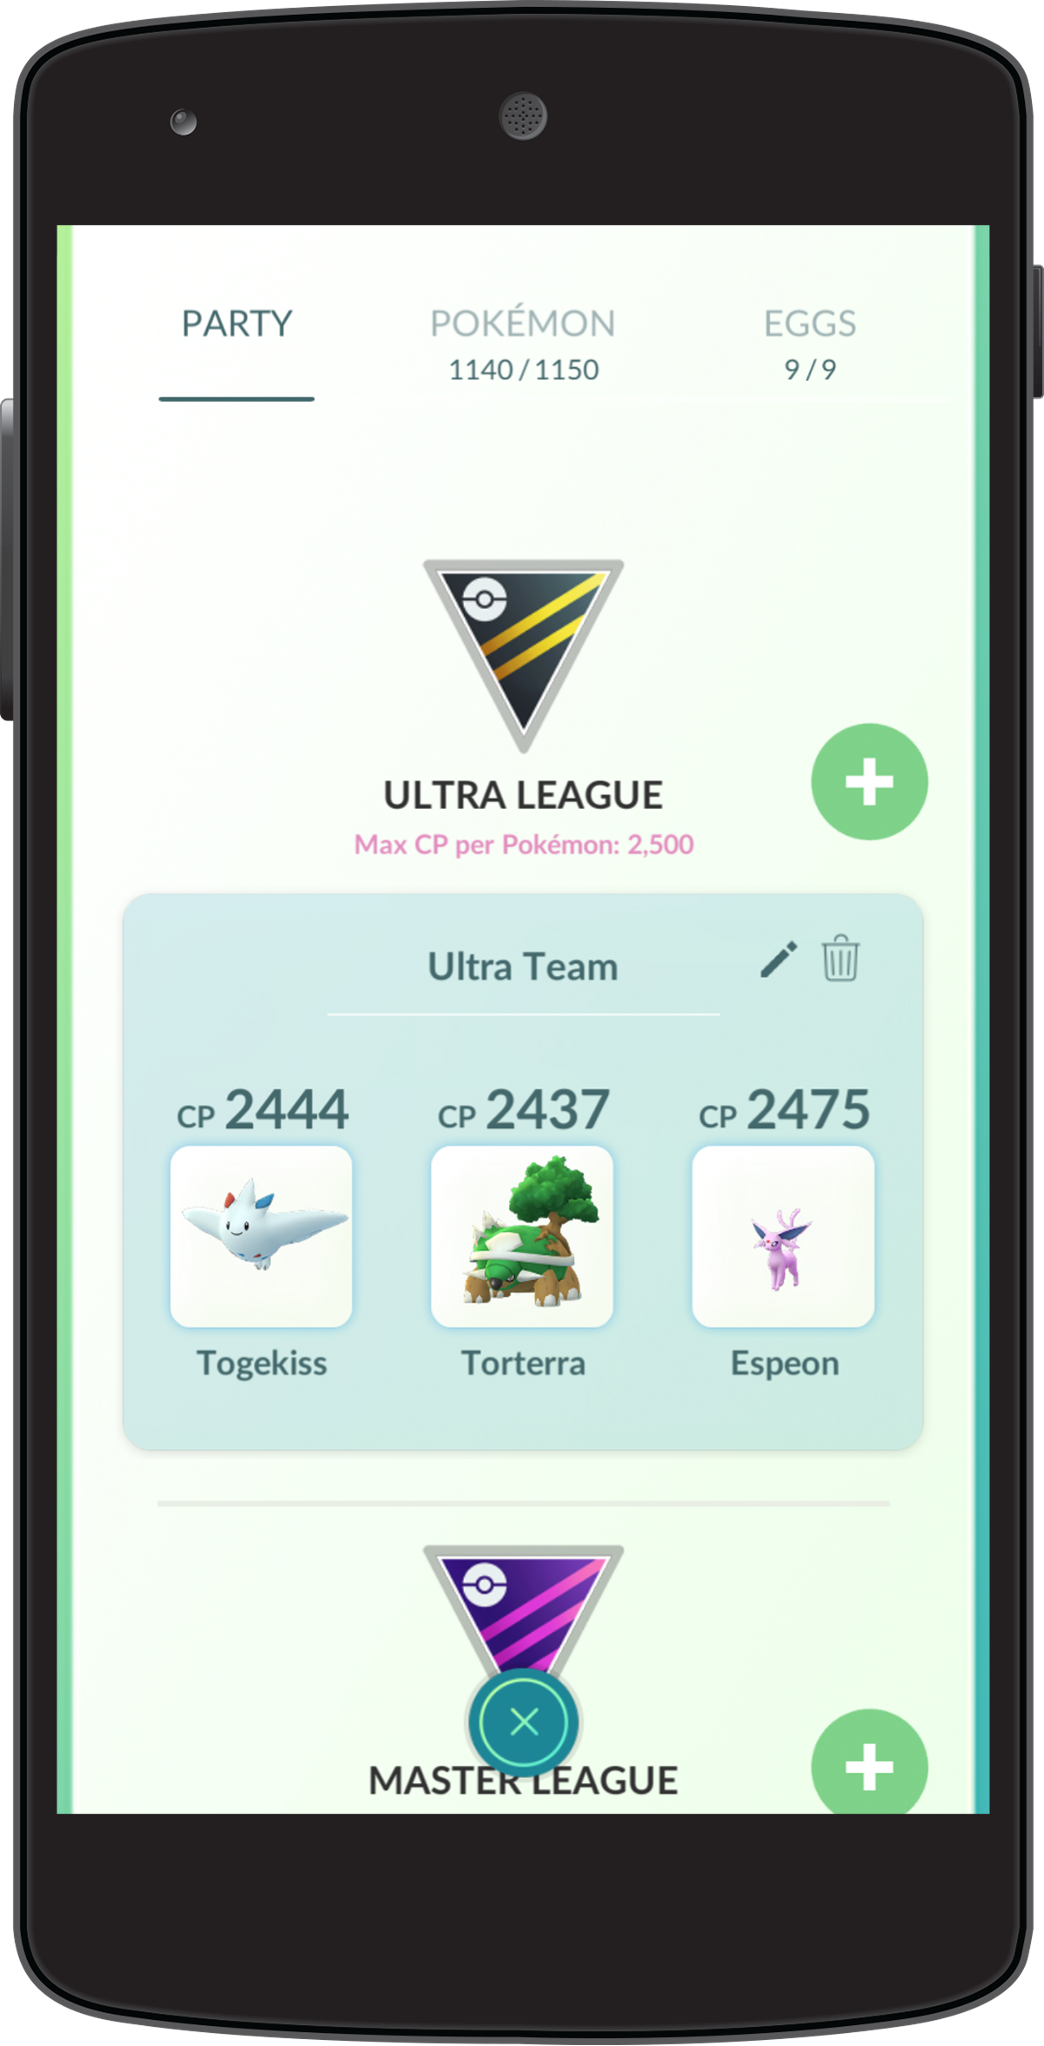 PARTY POKÉMON EGGS
1140 / 1150 9 / 9
ULTRA LEAGUE
Max CP per Pokémon: 2,500
Ultra Team
CP 2444 CP 2437 CP 2475
Togekiss Torterra Espeon
MASTER LEAGUE